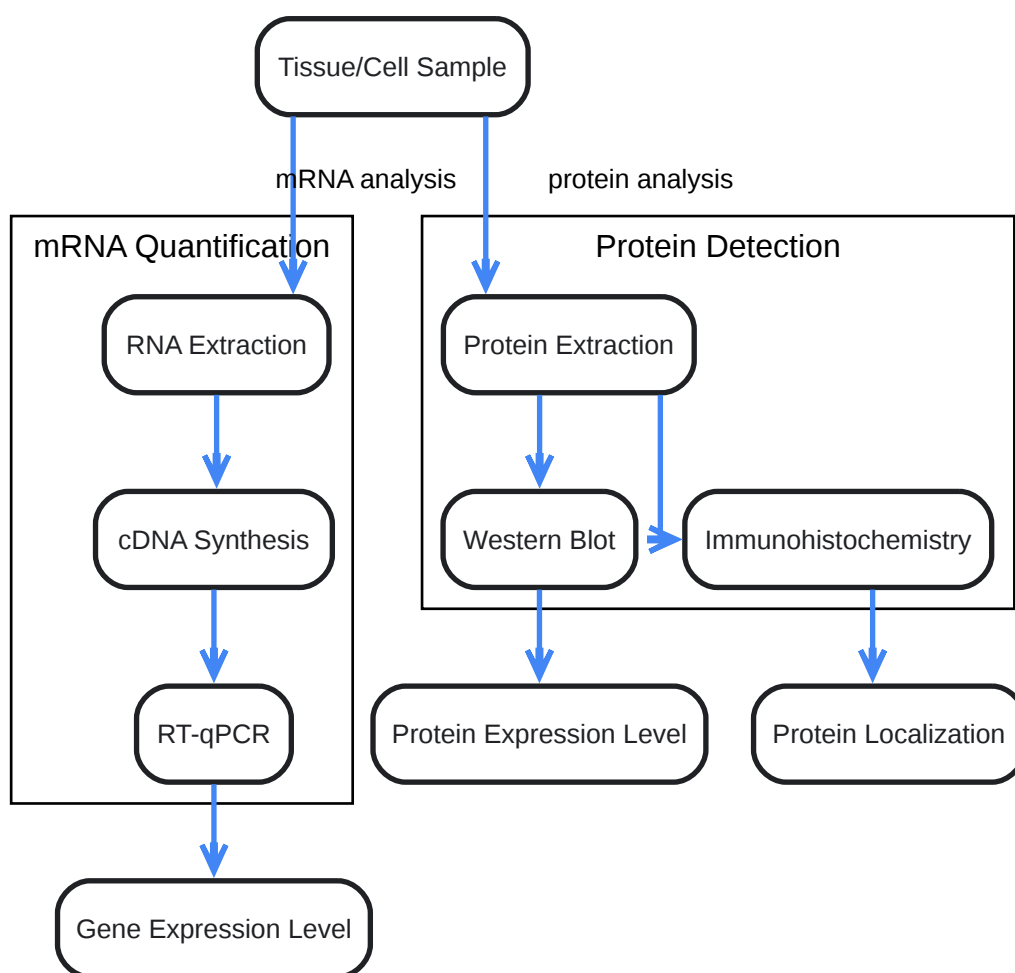 Tissue/Cell Sample
mRNA analysis
protein analysis
mRNA Quantification
Protein Detection
RNA Extraction
Protein Extraction
cDNA Synthesis
Western Blot
Immunohistochemistry
RT-qPCR
Protein Expression Level
Protein Localization
Gene Expression Level